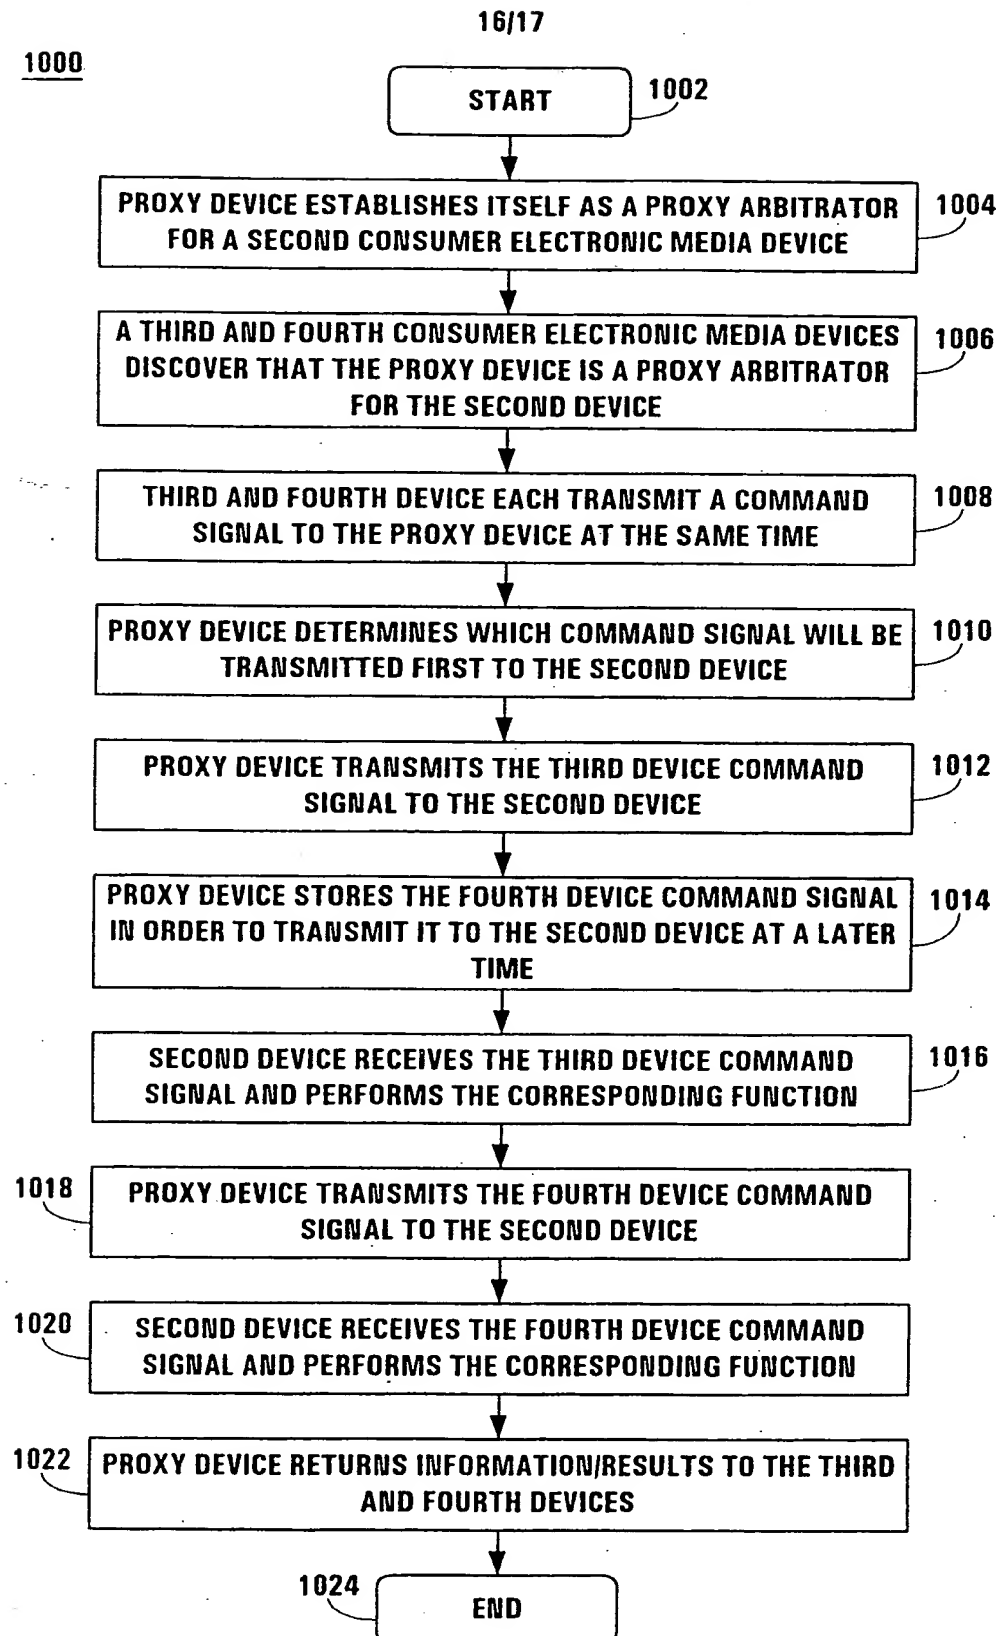 16/17
1000
START
1002
PROXY DEVICE ESTABLISHES ITSELF AS A PROXY ARBITRATOR
FOR A SECOND CONSUMER ELECTRONIC MEDIA DEVICE
1004
A THIRD AND FOURTH CONSUMER ELECTRONIC MEDIA DEVICES
DISCOVER THAT THE PROXY DEVICE IS A PROXY ARBITRATOR
FOR THE SECOND DEVICE
1006
THIRD AND FOURTH DEVICE EACH TRANSMIT A COMMAND
SIGNAL TO THE PROXY DEVICE AT THE SAME TIME
1008
PROXY DEVICE DETERMINES WHICH COMMAND SIGNAL WILL BE
TRANSMITTED FIRST TO THE SECOND DEVICE
1010
PROXY DEVICE TRANSMITS THE THIRD DEVICE COMMAND
SIGNAL TO THE SECOND DEVICE
1012
PROXY DEVICE STORES THE FOURTH DEVICE COMMAND SIGNAL
IN ORDER TO TRANSMIT IT TO THE SECOND DEVICE AT A LATER
TIME
1014
SECOND DEVICE RECEIVES THE THIRD DEVICE COMMAND
SIGNAL AND PERFORMS THE CORRESPONDING FUNCTION
1016
1018
PROXY DEVICE TRANSMITS THE FOURTH DEVICE COMMAND
SIGNAL TO THE SECOND DEVICE
1020
SECOND DEVICE RECEIVES THE FOURTH DEVICE COMMAND
SIGNAL AND PERFORMS THE CORRESPONDING FUNCTION
1022
PROXY DEVICE RETURNS INFORMATION/RESULTS TO THE THIRD
AND FOURTH DEVICES
1024
END